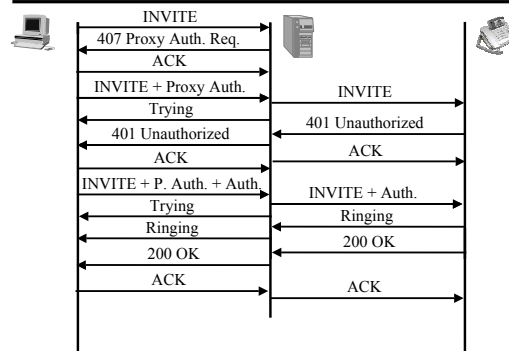 INVITE
407 Proxy Auth. Req.
ACK
INVITE + Proxy Auth.
INVITE
Trying
401 Unauthorized
401 Unauthorized
ACK
ACK
INVITE + P. Auth. + Auth.
INVITE + Auth.
Trying
Ringing
Ringing
200 OK
200 OK
ACK
ACK